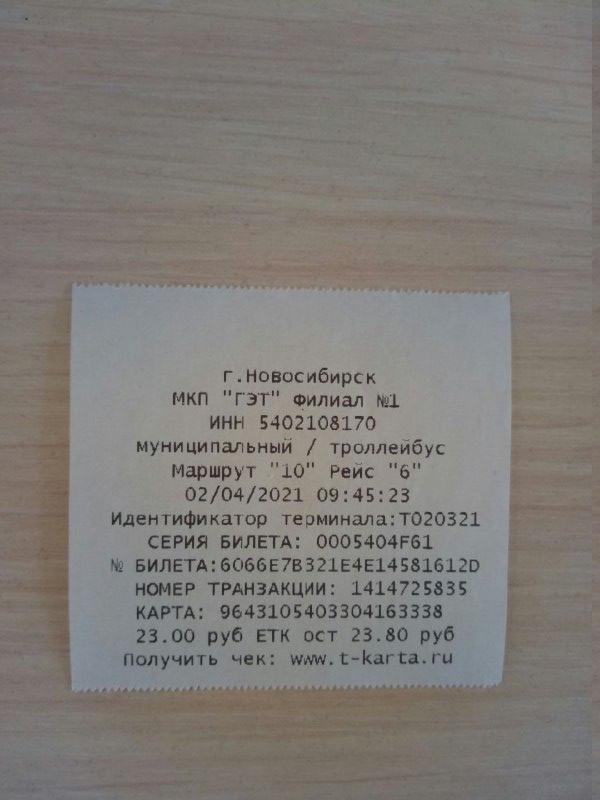 г.Новосибирск
МКП "ГЭТ" Филиал №1
ИНН 5402108170
муниципальный / троллейбус
Маршрут "10" Рейс "6"
02/04/2021 09:45:23
Идентификатор терминала:T020321
СЕРИЯ БИЛЕТА: 0005404F61
№ БИЛЕТА:6066E7B321E4E14581612D
НОМЕР ТРАНЗАКЦИИ: 1414725835
КАРТА: 9643105403304163338
23.00 руб ЕТК ост 23.80 руб
Получить чек: www.t-karta.ru